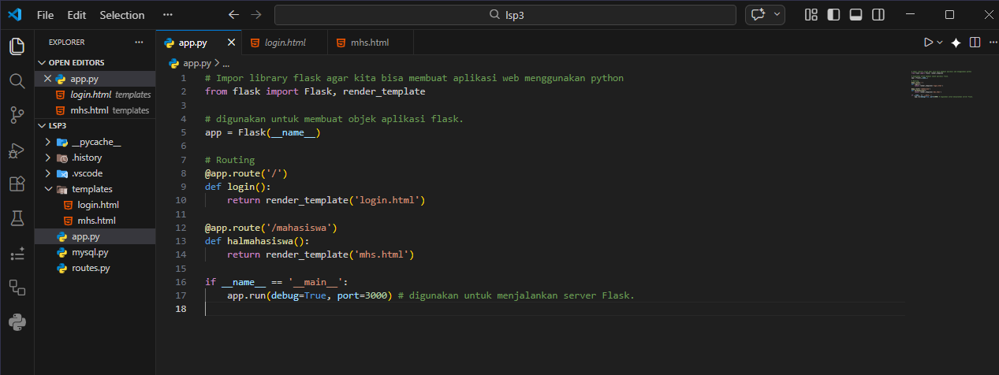 File Edit Selection ··· lsp3
EXPLORER ···
OPEN EDITORS
app.py
login.html templates
mhs.html templates
LSP3
__pycache__
.history
.vscode
templates
login.html
mhs.html
app.py
mysql.py
routes.py
app.py login.html mhs.html
app.py > ...
1 # Impor library flask agar kita bisa membuat aplikasi web menggunakan python
2 from flask import Flask, render_template
3
4 # digunakan untuk membuat objek aplikasi flask.
5 app = Flask(__name__)
6
7 # Routing
8 @app.route('/')
9 def login():
10     return render_template('login.html')
11
12 @app.route('/mahasiswa')
13 def halmahasiswa():
14     return render_template('mhs.html')
15
16 if __name__ == '__main__':
17     app.run(debug=True, port=3000) # digunakan untuk menjalankan server Flask.
18